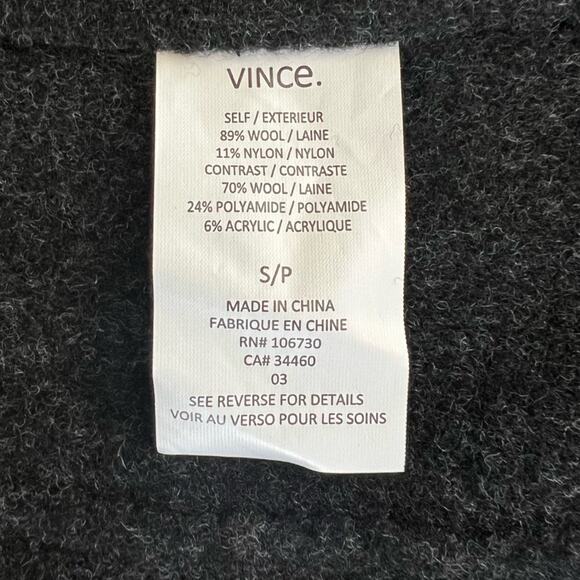 VINCe.
SELF / EXTERIEUR
89% WOOL / LAINE
11% NYLON / NYLON
CONTRAST / CONTRASTE
70% WOOL / LAINE
24% POLYAMIDE / POLYAMIDE
6% ACRYLIC / ACRYLIQUE
S/P
MADE IN CHINA
FABRIQUE EN CHINE
RN# 106730
CA# 34460
03
SEE REVERSE FOR DETAILS
VOIR AU VERSO POUR LES SOINS